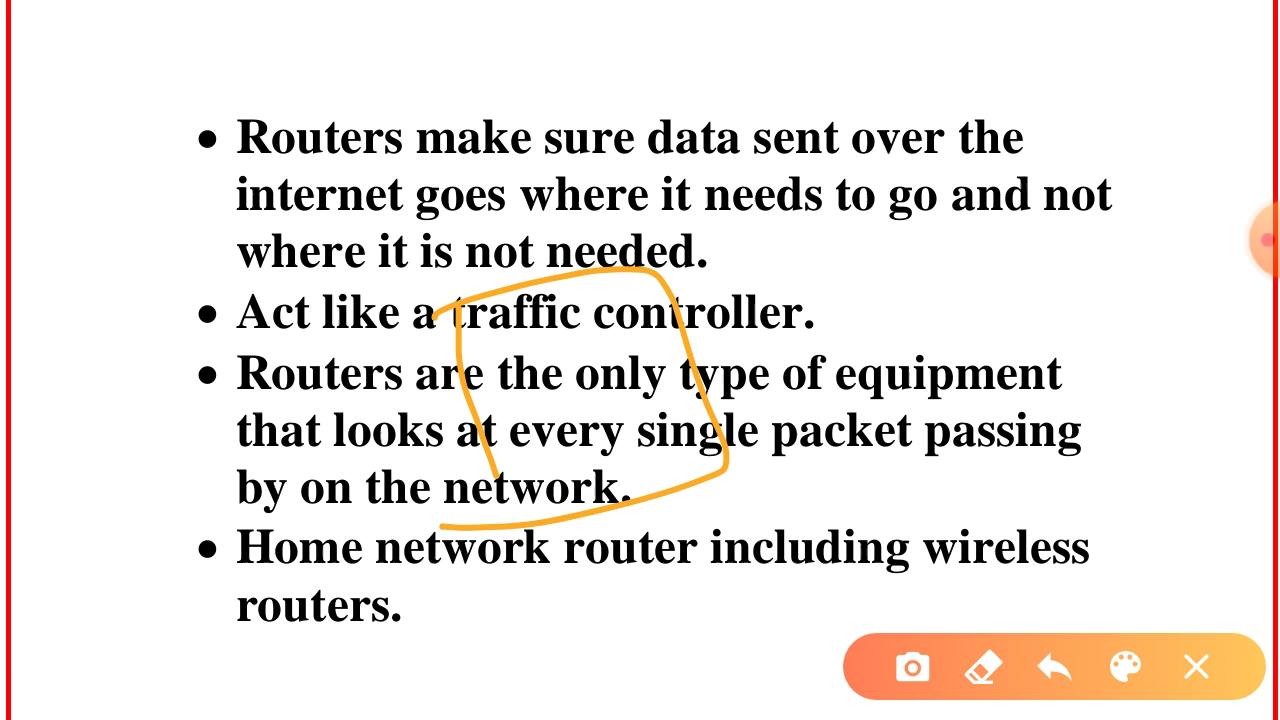 • Routers make sure data sent over the
internet goes where it needs to go and not
where it is not needed.
• Act like a traffic controller.
• Routers are the only type of equipment
that looks at every single packet passing
by on the network.
• Home network router including wireless
routers.